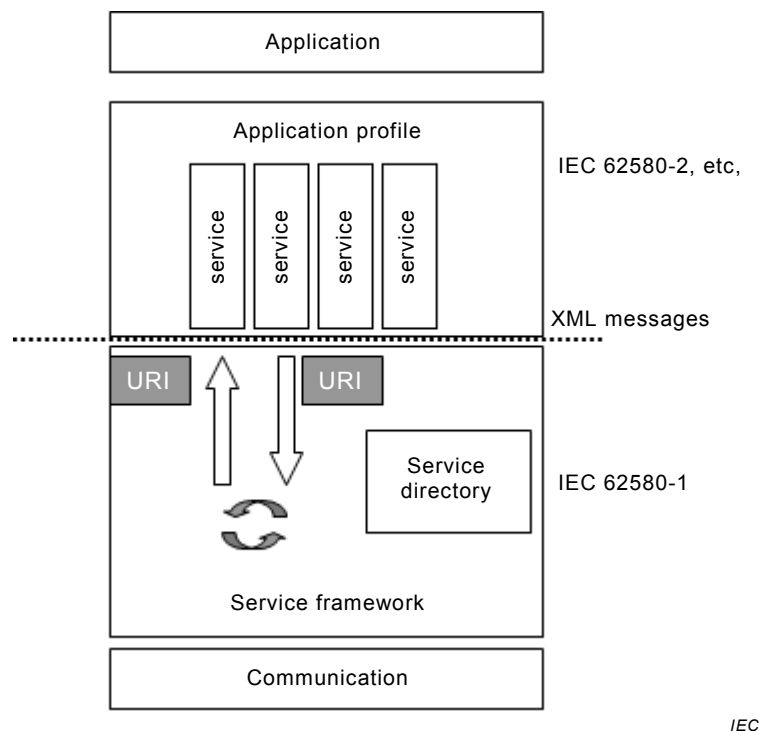 Application
Application profile
IEC 62580-2, etc,
service
service
service
service
XML messages
URI
URI
Service
directory
IEC 62580-1
Service framework
Communication
IEC